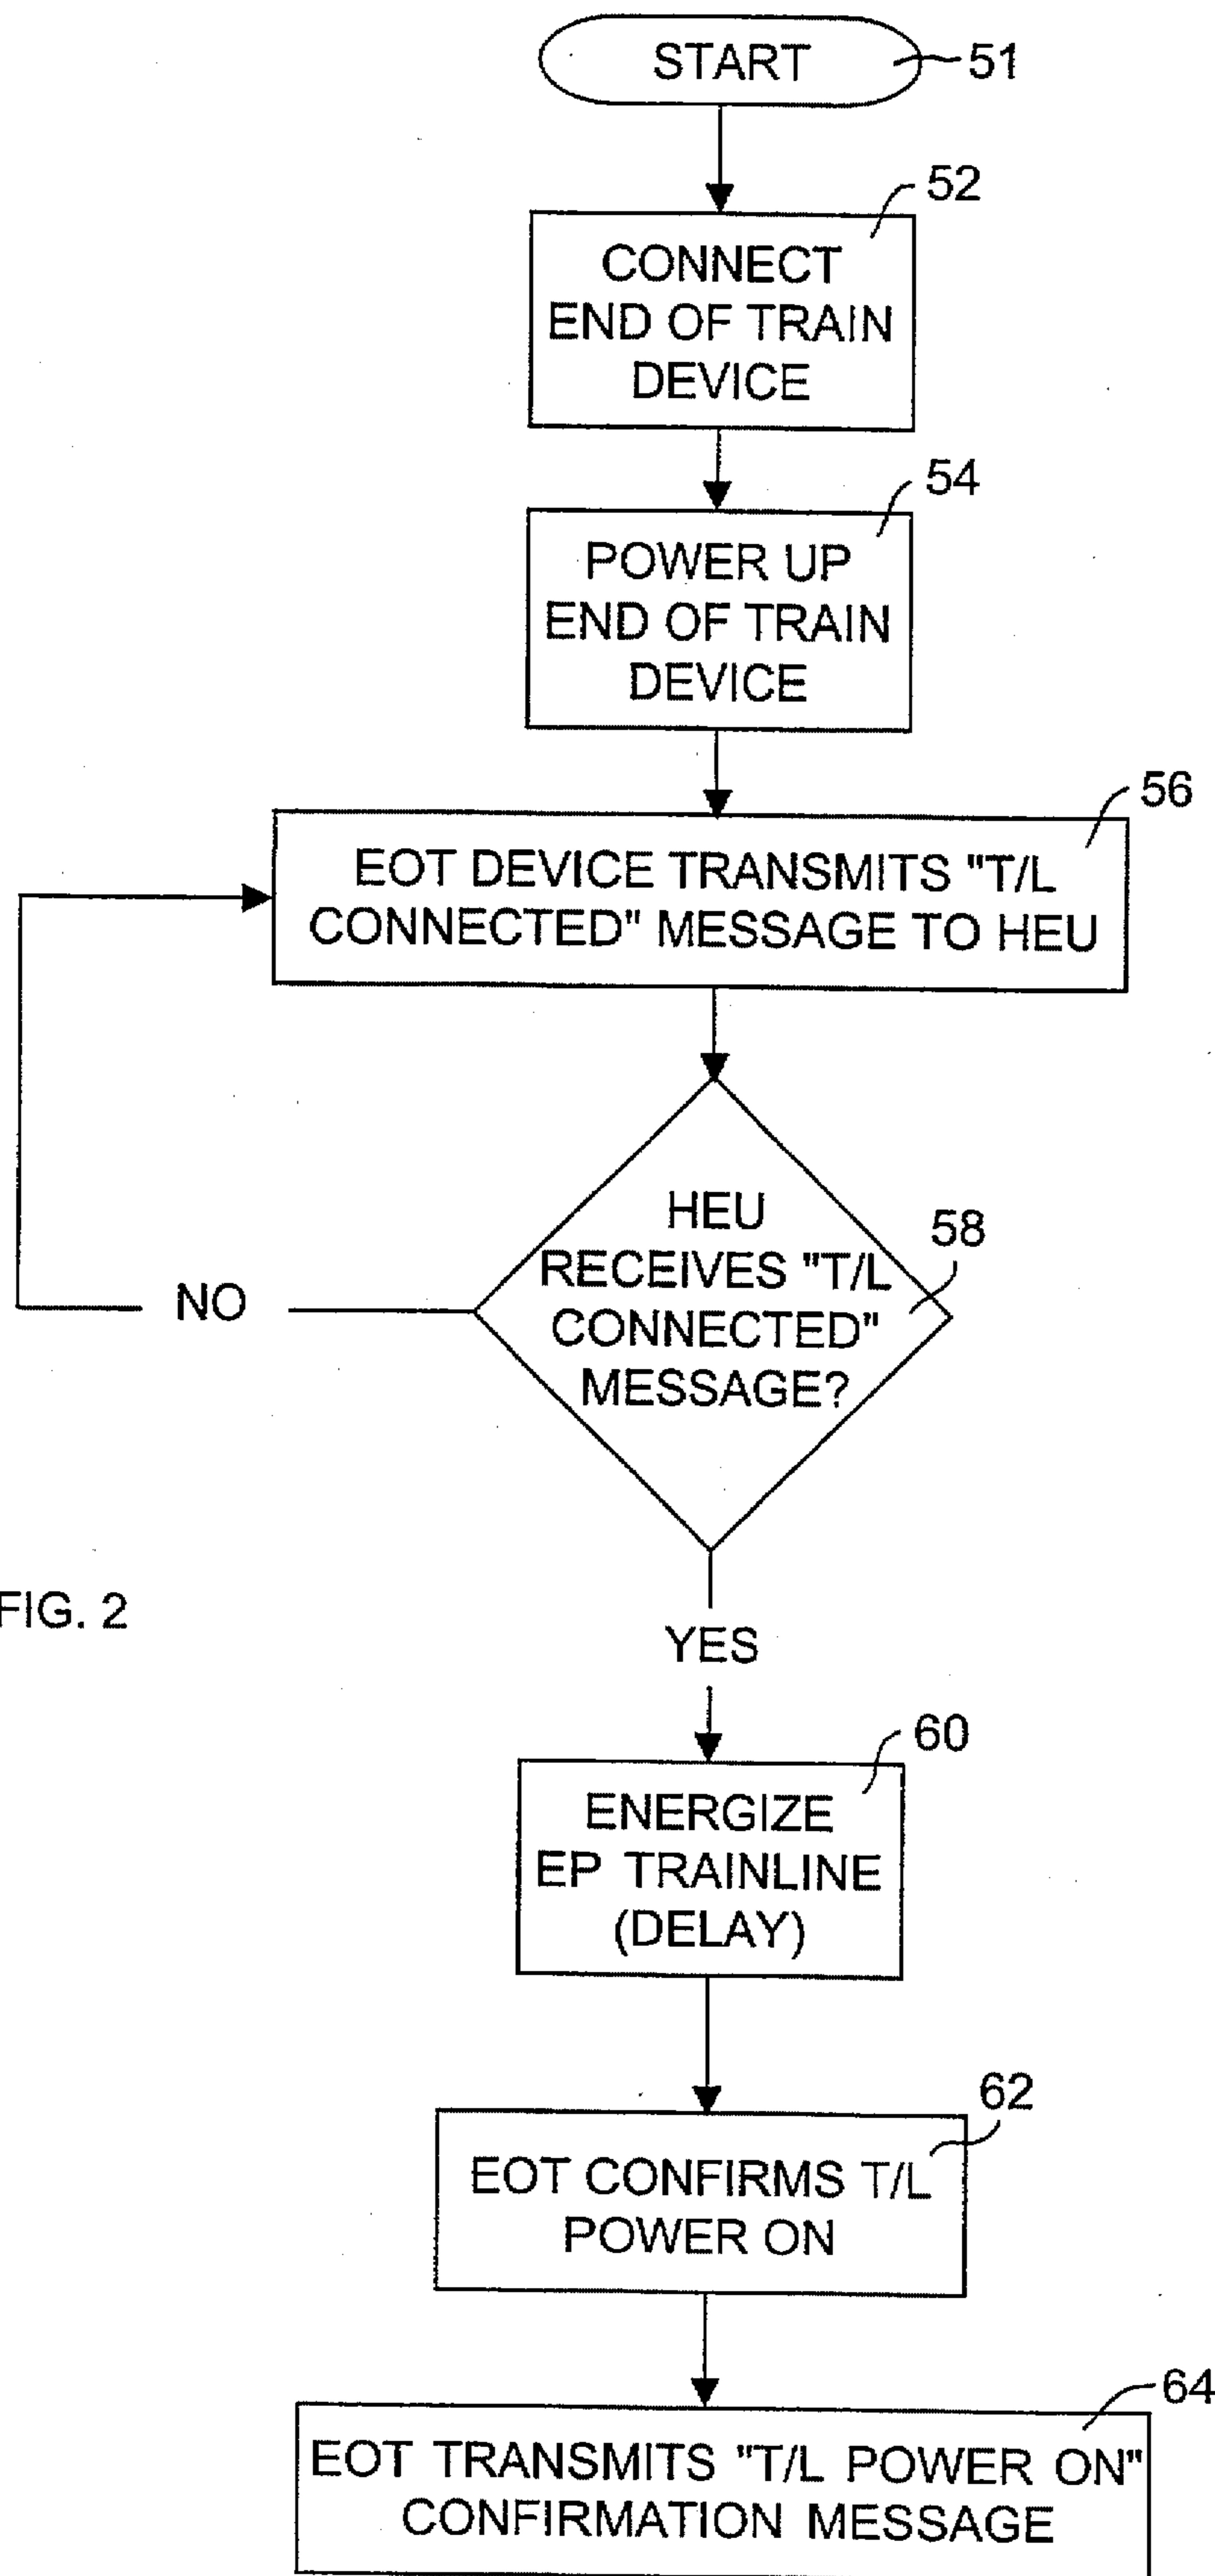 START
51
52
CONNECT
END OF TRAIN
DEVICE
54
POWER UP
END OF TRAIN
DEVICE
56
EOT DEVICE TRANSMITS "T/L
CONNECTED" MESSAGE TO HEU
HEU
RECEIVES "T/L
CONNECTED"
MESSAGE?
58
NO
FIG. 2
YES
60
ENERGIZE
EP TRAINLINE
(DELAY)
62
EOT CONFIRMS T/L
POWER ON
64
EOT TRANSMITS "T/L POWER ON"
CONFIRMATION MESSAGE